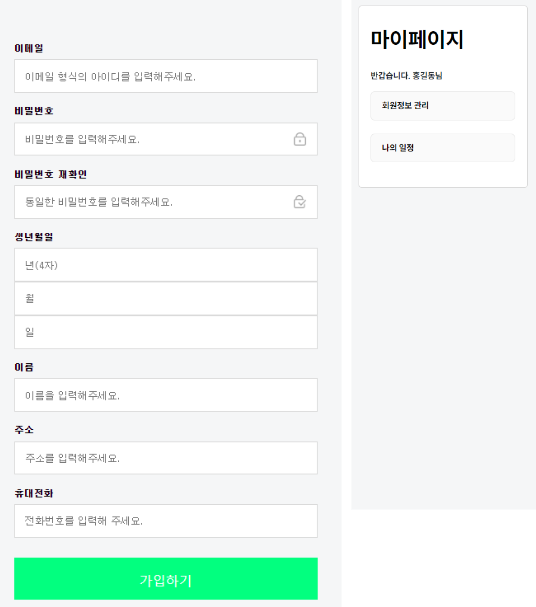 이메일
이메일 형식의 아이디를 입력해주세요.
비밀번호
비밀번호를 입력해주세요.
비밀번호 재확인
동일한 비밀번호를 입력해주세요.
생년월일
년(4자)
월
일
이름
이름을 입력해주세요.
주소
주소를 입력해주세요.
휴대전화
전화번호를 입력해 주세요.
가입하기
마이페이지
반갑습니다. 홍길동님
회원정보 관리
나의 일정